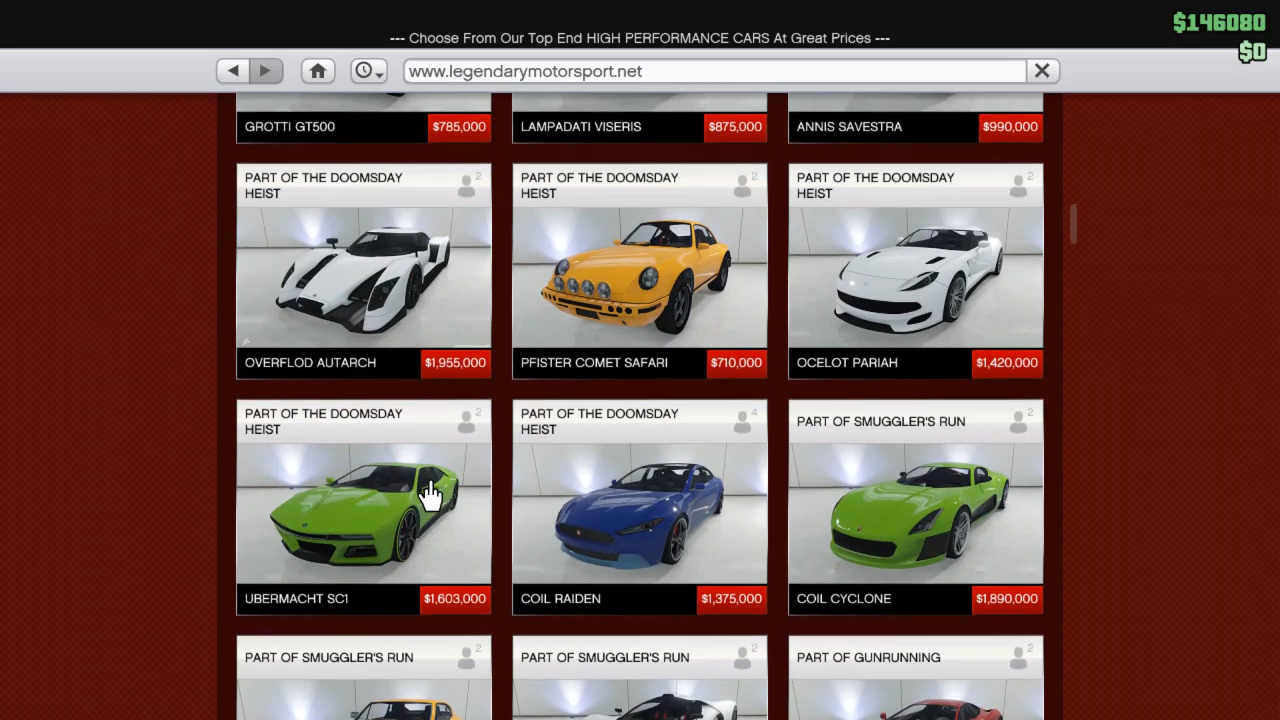 $146080
--- Choose From Our Top End HIGH PERFORMANCE CARS At Great Prices ---
$0
www.legendarymotorsport.net
GROTTI GT500 $785,000
LAMPADATI VISERIS $875,000
ANNIS SAVESTRA $990,000
PART OF THE DOOMSDAY
HEIST
2
PART OF THE DOOMSDAY
HEIST
2
PART OF THE DOOMSDAY
HEIST
2
OVERFLOD AUTARCH $1,955,000
PFISTER COMET SAFARI $710,000
OCELOT PARIAH $1,420,000
PART OF THE DOOMSDAY
HEIST
2
PART OF THE DOOMSDAY
HEIST
4
PART OF SMUGGLER'S RUN
2
UBERMACHT SC1 $1,603,000
COIL RAIDEN $1,375,000
COIL CYCLONE $1,890,000
PART OF SMUGGLER'S RUN
2
PART OF SMUGGLER'S RUN
2
PART OF GUNRUNNING
2